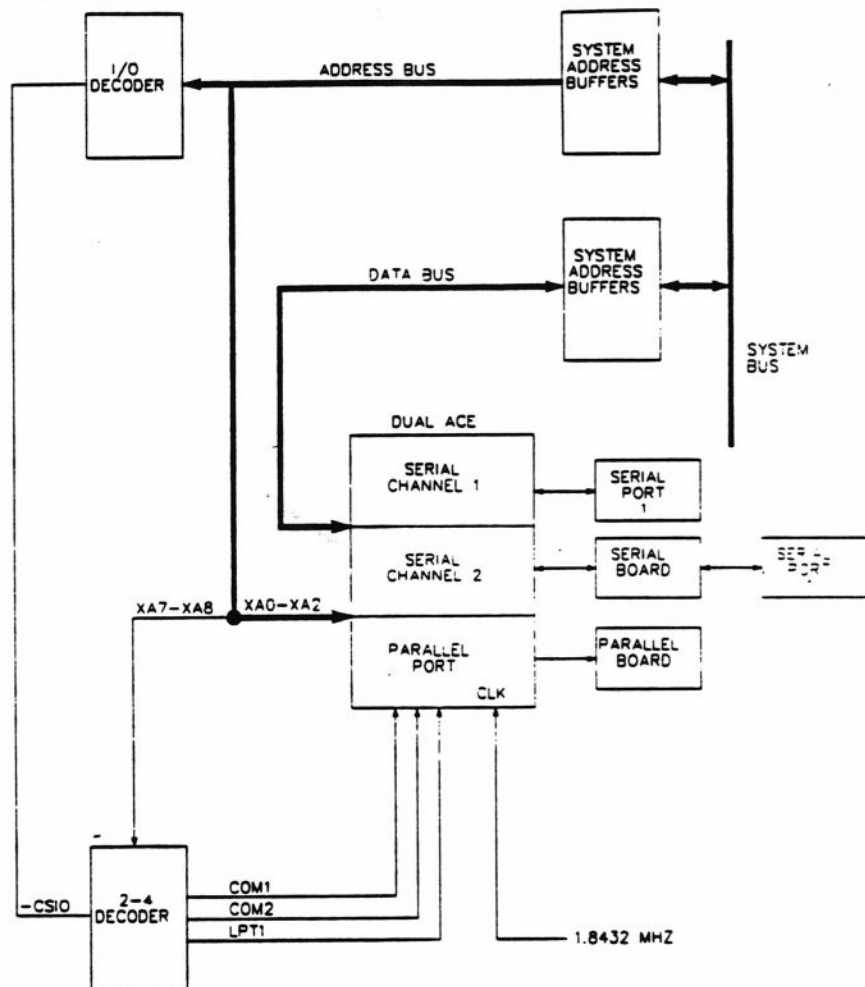 I/O
DECODER
ADDRESS BUS
SYSTEM
ADDRESS
BUFFERS
DATA BUS
SYSTEM
ADDRESS
BUFFERS
SYSTEM
BUS
DUAL ACE
SERIAL
CHANNEL 1
SERIAL
PORT
1
SERIAL
CHANNEL 2
SERIAL
BOARD
XA7-XA8
XA0-XA2
PARALLEL
PORT
PARALLEL
BOARD
CLK
-CSIO
2-4
DECODER
COM1
COM2
LPT1
1.8432 MHZ